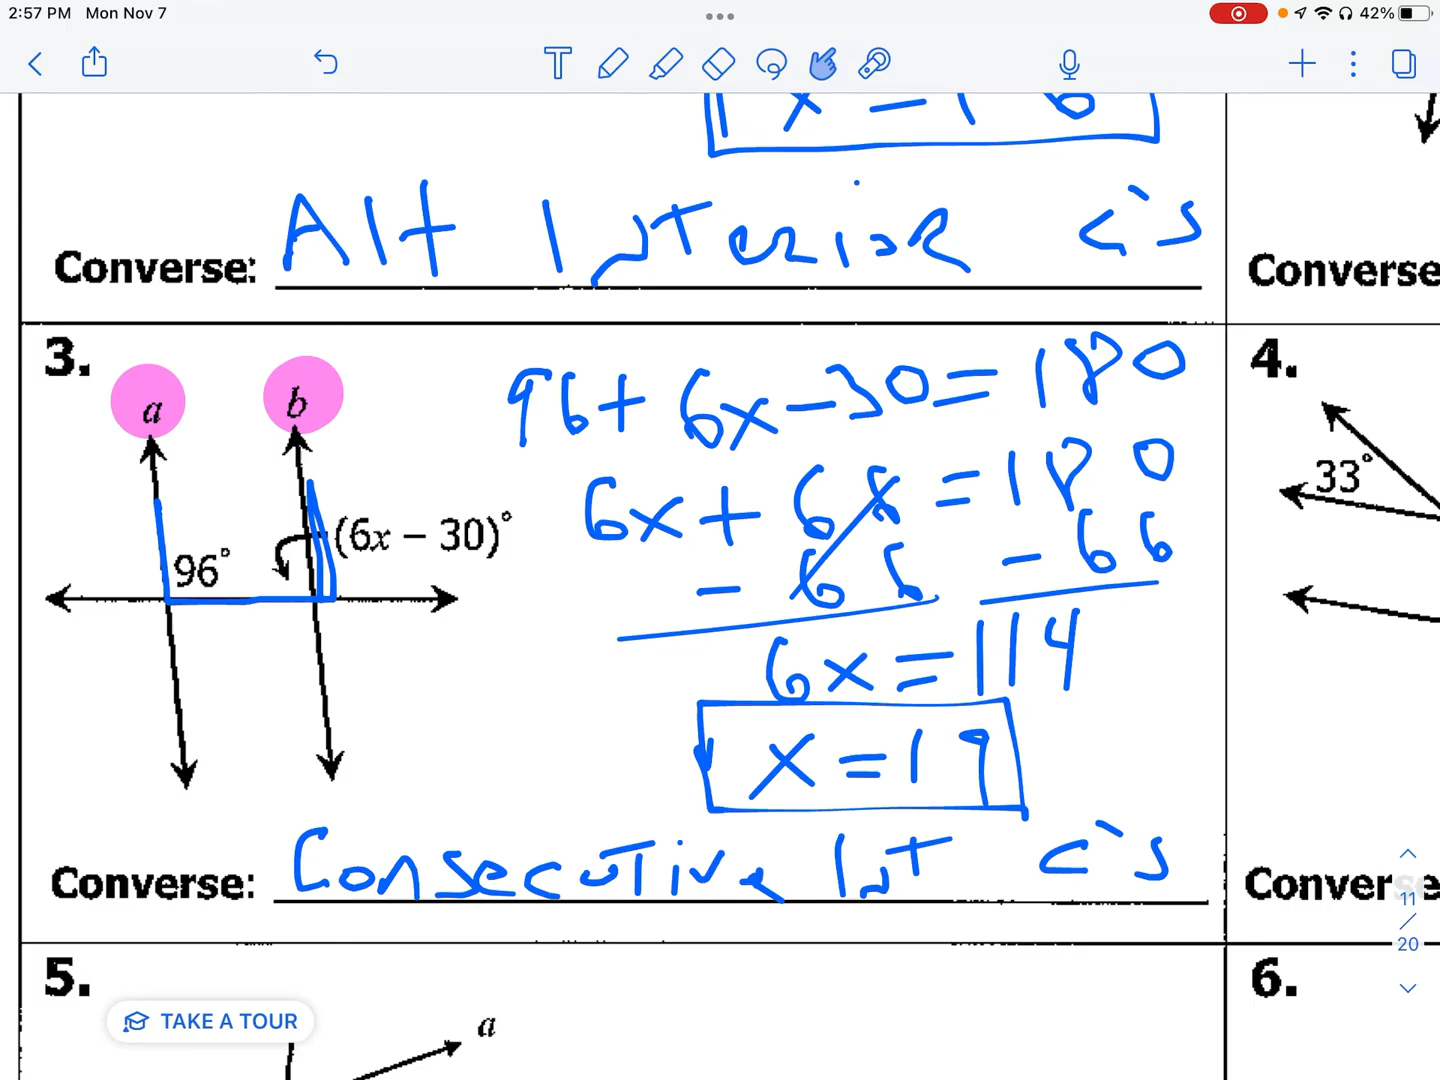 2:57 PM Mon Nov 7
42%
x = 16
Alt Interior <'s
Converse:
Converse
3.
a
b
96 + 6x - 30 = 180
4.
33°
6x + 66 = 180
(6x − 30)°
96°
- 66 - 66
6x = 114
x = 19
Consecutive Int <'s
Converse:
Converse
11
/
20
5.
6.
TAKE A TOUR
a